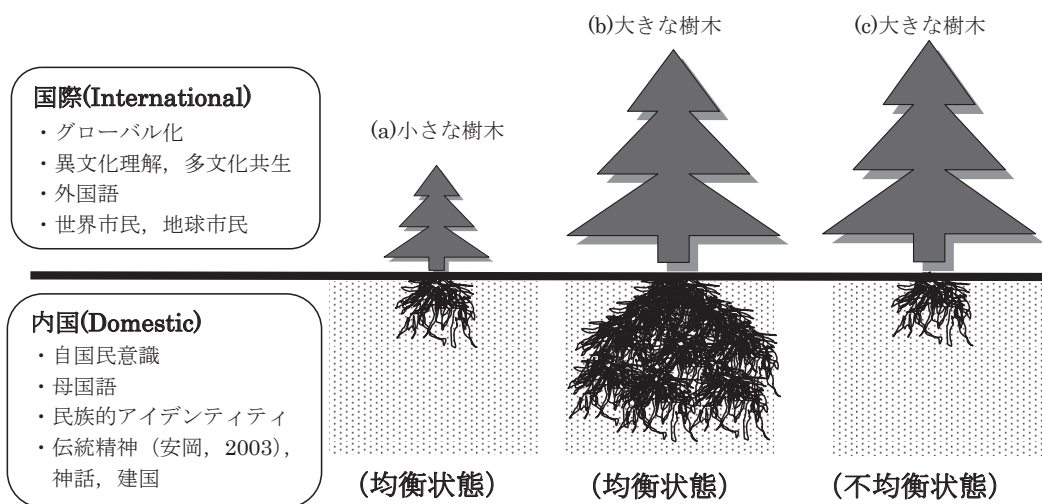 (b)大きな樹木
(c)大きな樹木
国際(International)
・グローバル化
(a)小さな樹木
・異文化理解，多文化共生
・外国語
・世界市民，地球市民
内国(Domestic)
・自国民意識
・母国語
・民族的アイデンティティ
・伝統精神（安岡，2003），
神話，建国
(均衡状態)
(均衡状態)
(不均衡状態)